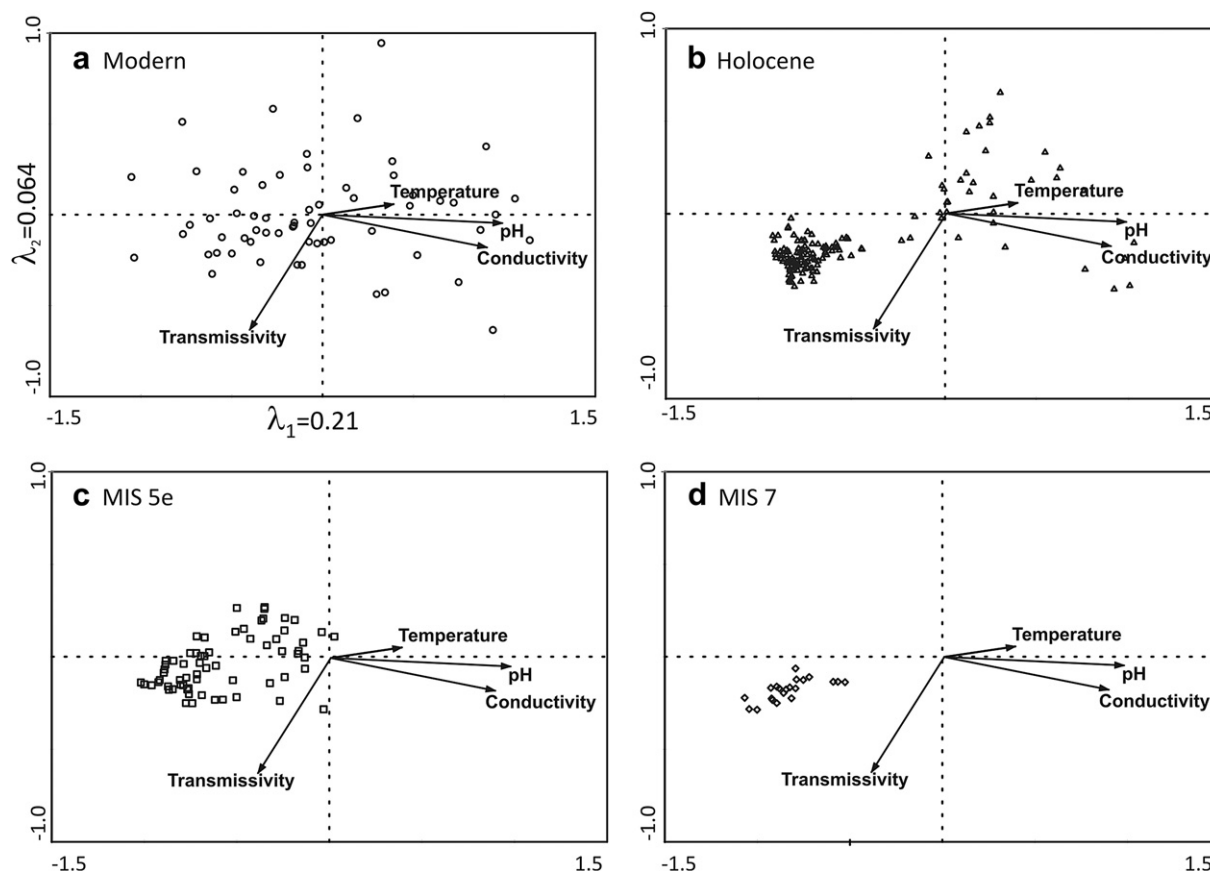 1.0
a Modern
Temperature
pH
Conductivity
Transmissivity
λ2=0.064
-1.0
-1.5
λ1=0.21
1.5
1.0
b Holocene
Temperature
pH
Conductivity
Transmissivity
-1.0
-1.5
1.5
1.0
c MIS 5e
Temperature
pH
Conductivity
Transmissivity
-1.0
-1.5
1.5
1.0
d MIS 7
Temperature
pH
Conductivity
Transmissivity
-1.0
-1.5
1.5